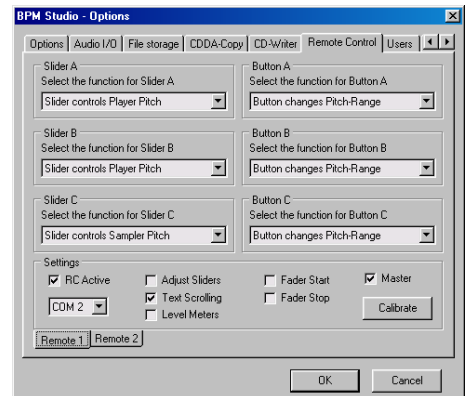 BPM Studio - Options
Options Audio I/O File storage CDDA-Copy CD-Writer Remote Control Users
Slider A
Select the function for Slider A
Slider controls Player Pitch
Button A
Select the function for Button A
Button changes Pitch-Range
Slider B
Select the function for Slider B
Slider controls Player Pitch
Button B
Select the function for Button B
Button changes Pitch-Range
Slider C
Select the function for Slider C
Slider controls Sampler Pitch
Button C
Select the function for Button C
Button changes Pitch-Range
Settings
RC Active Adjust Sliders Fader Start Master
COM 2 Text Scrolling Fader Stop Calibrate
Level Meters
Remote 1 Remote 2
OK Cancel